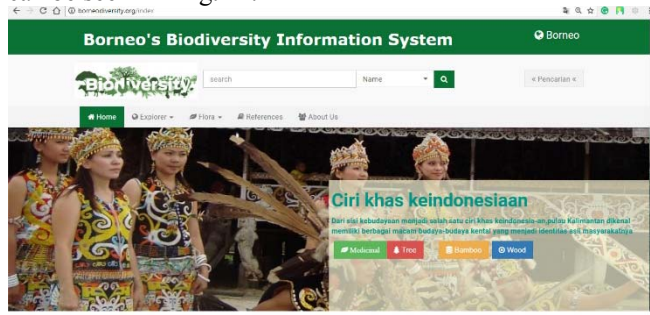 borneodiversity.org/index
Borneo's Biodiversity Information System
Borneo
Biodiversity
search
Name
< Pencarian <
Home
Explorer
Flora
References
About Us
Ciri khas keindonesiaan
Dari sisi kebudayaan menjadi salah satu ciri khas keindonesia-an,pulau Kalimantan dikenal
memiliki berbagai macam budaya-budaya kental yang menjadi identitas asli masyarakatnya
Medicinal
Tree
Bamboo
Wood